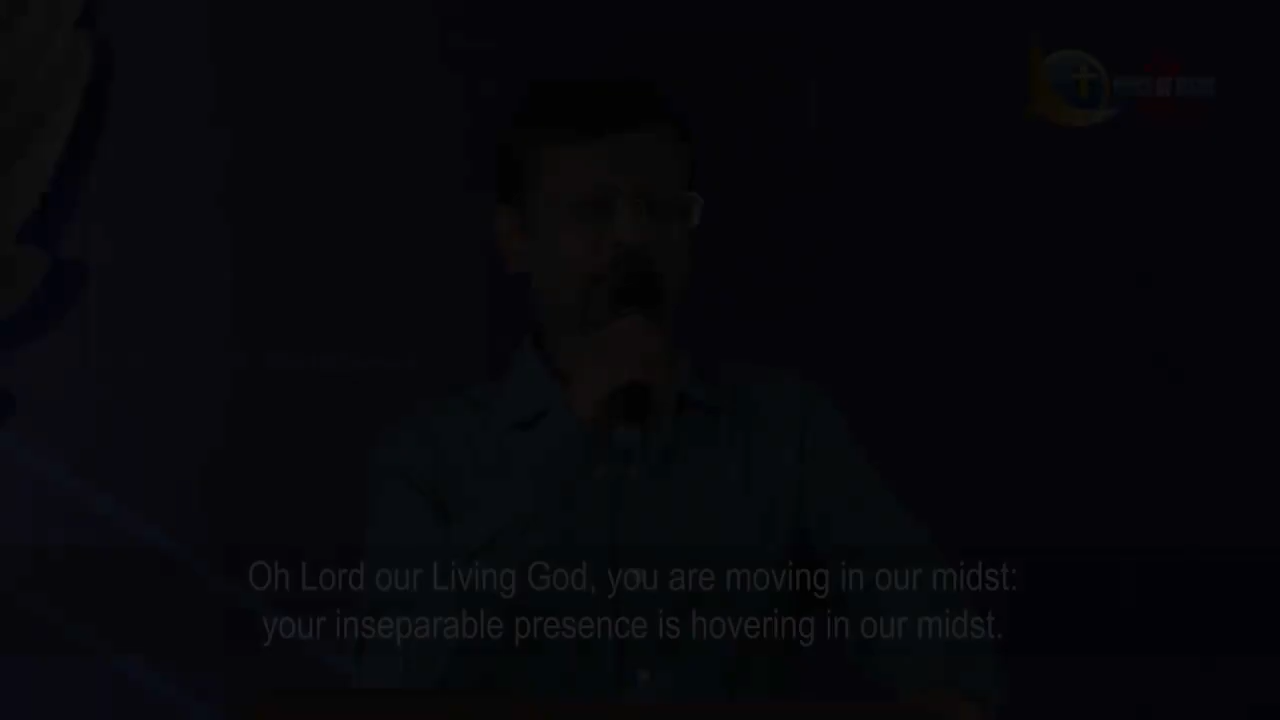 Oh Lord our Living God, you are moving in our midst:
your inseparable presence is hovering in our midst.